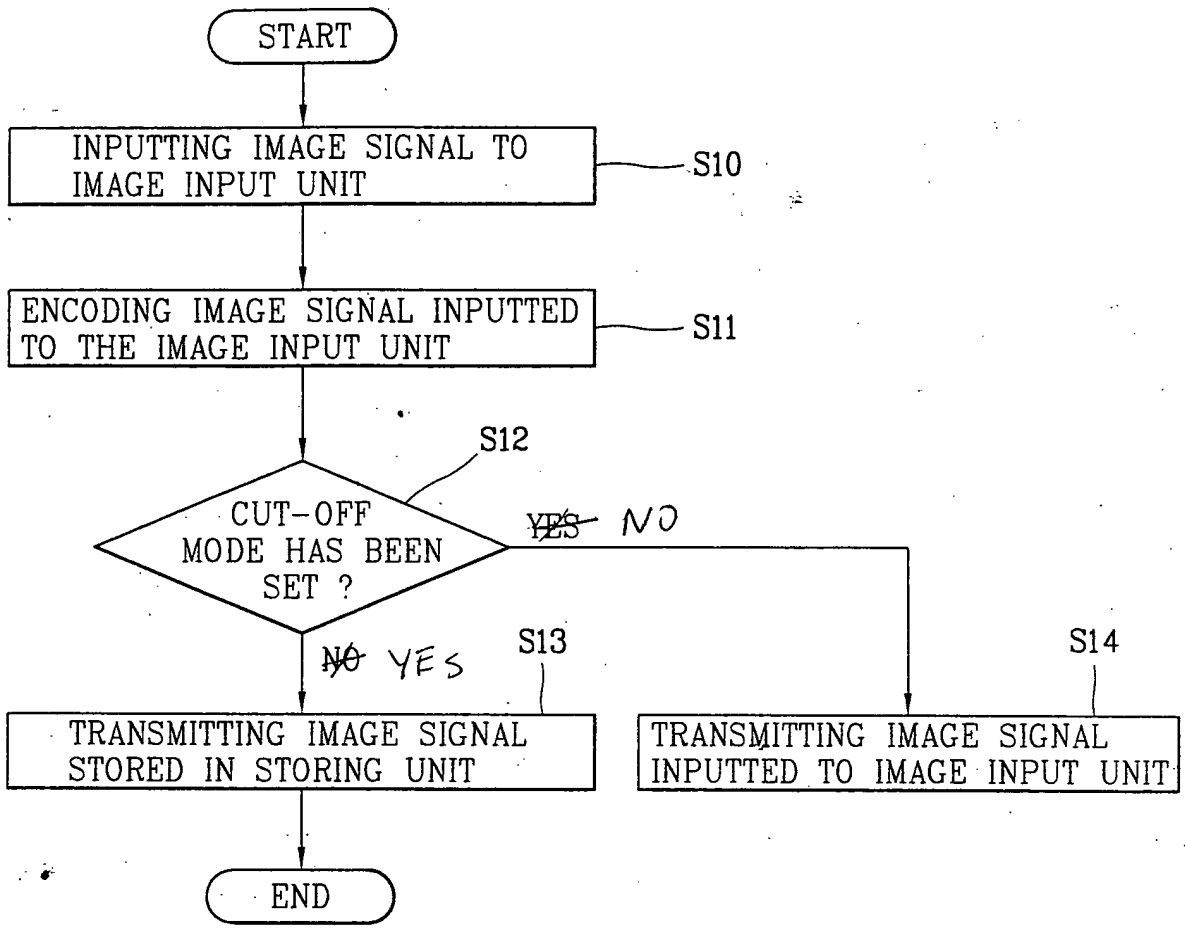 START
INPUTTING IMAGE SIGNAL TO
IMAGE INPUT UNIT
S10
ENCODING IMAGE SIGNAL INPUTTED
TO THE IMAGE INPUT UNIT
S11
S12
CUT-OFF
MODE HAS BEEN
SET ?
YES NO
NO YES
S13
S14
TRANSMITTING IMAGE SIGNAL
STORED IN STORING UNIT
TRANSMITTING IMAGE SIGNAL
INPUTTED TO IMAGE INPUT UNIT
END